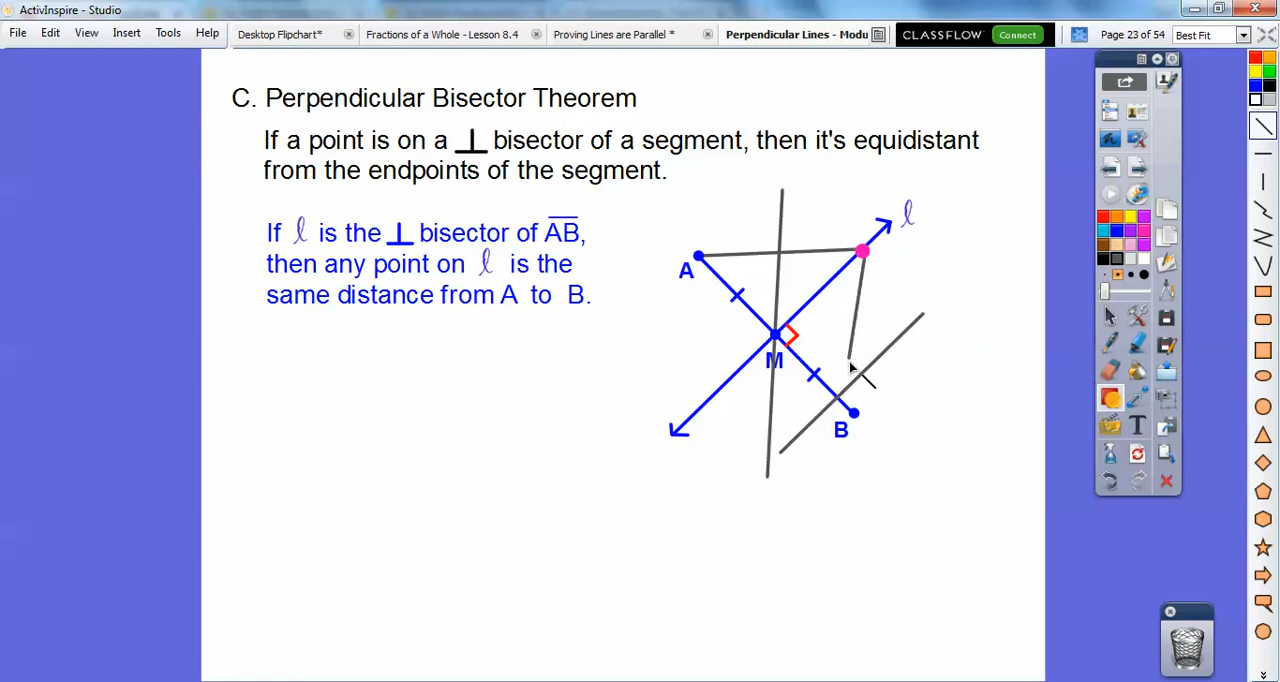 ActivInspire - Studio
File Edit View Insert Tools Help
Desktop Flipchart*
Fractions of a Whole - Lesson 8.4
Proving Lines are Parallel *
Perpendicular Lines - Modu
CLASSFLOW Connect
Page 23 of 54
Best Fit
C. Perpendicular Bisector Theorem
If a point is on a ⊥ bisector of a segment, then it's equidistant
from the endpoints of the segment.
If ℓ is the ⊥ bisector of A̅B̅,
then any point on ℓ is the
same distance from A to B.
ℓ
A
M
B